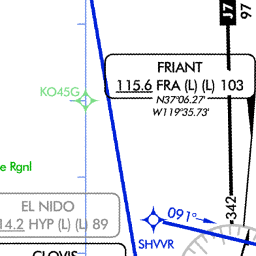 J7
97
FRIANT
115.6 FRA (L) (L) 103
N37°06.27'
W119°35.73'
KO45G
e Rgnl
EL NIDO
14.2 HYP (L) (L) 89
342
091°
SHVVR
CLOVIS